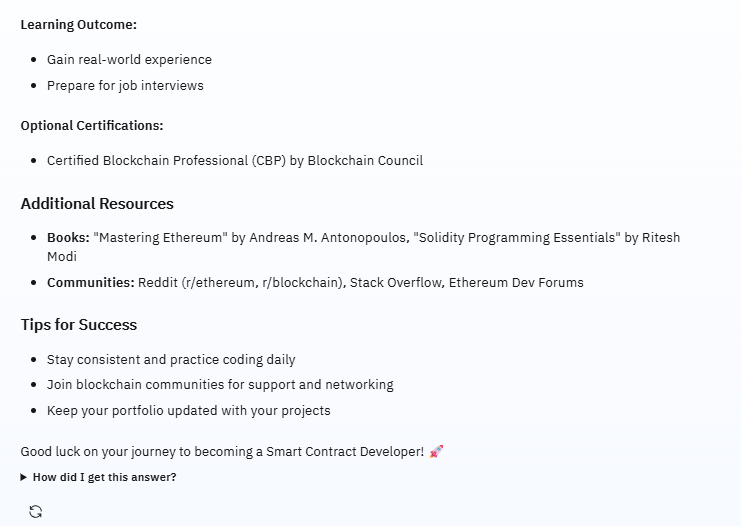 Learning Outcome:
• Gain real-world experience
• Prepare for job interviews
Optional Certifications:
• Certified Blockchain Professional (CBP) by Blockchain Council
Additional Resources
• Books: "Mastering Ethereum" by Andreas M. Antonopoulos, "Solidity Programming Essentials" by Ritesh
Modi
• Communities: Reddit (r/ethereum, r/blockchain), Stack Overflow, Ethereum Dev Forums
Tips for Success
• Stay consistent and practice coding daily
• Join blockchain communities for support and networking
• Keep your portfolio updated with your projects
Good luck on your journey to becoming a Smart Contract Developer! 🚀
▶ How did I get this answer?